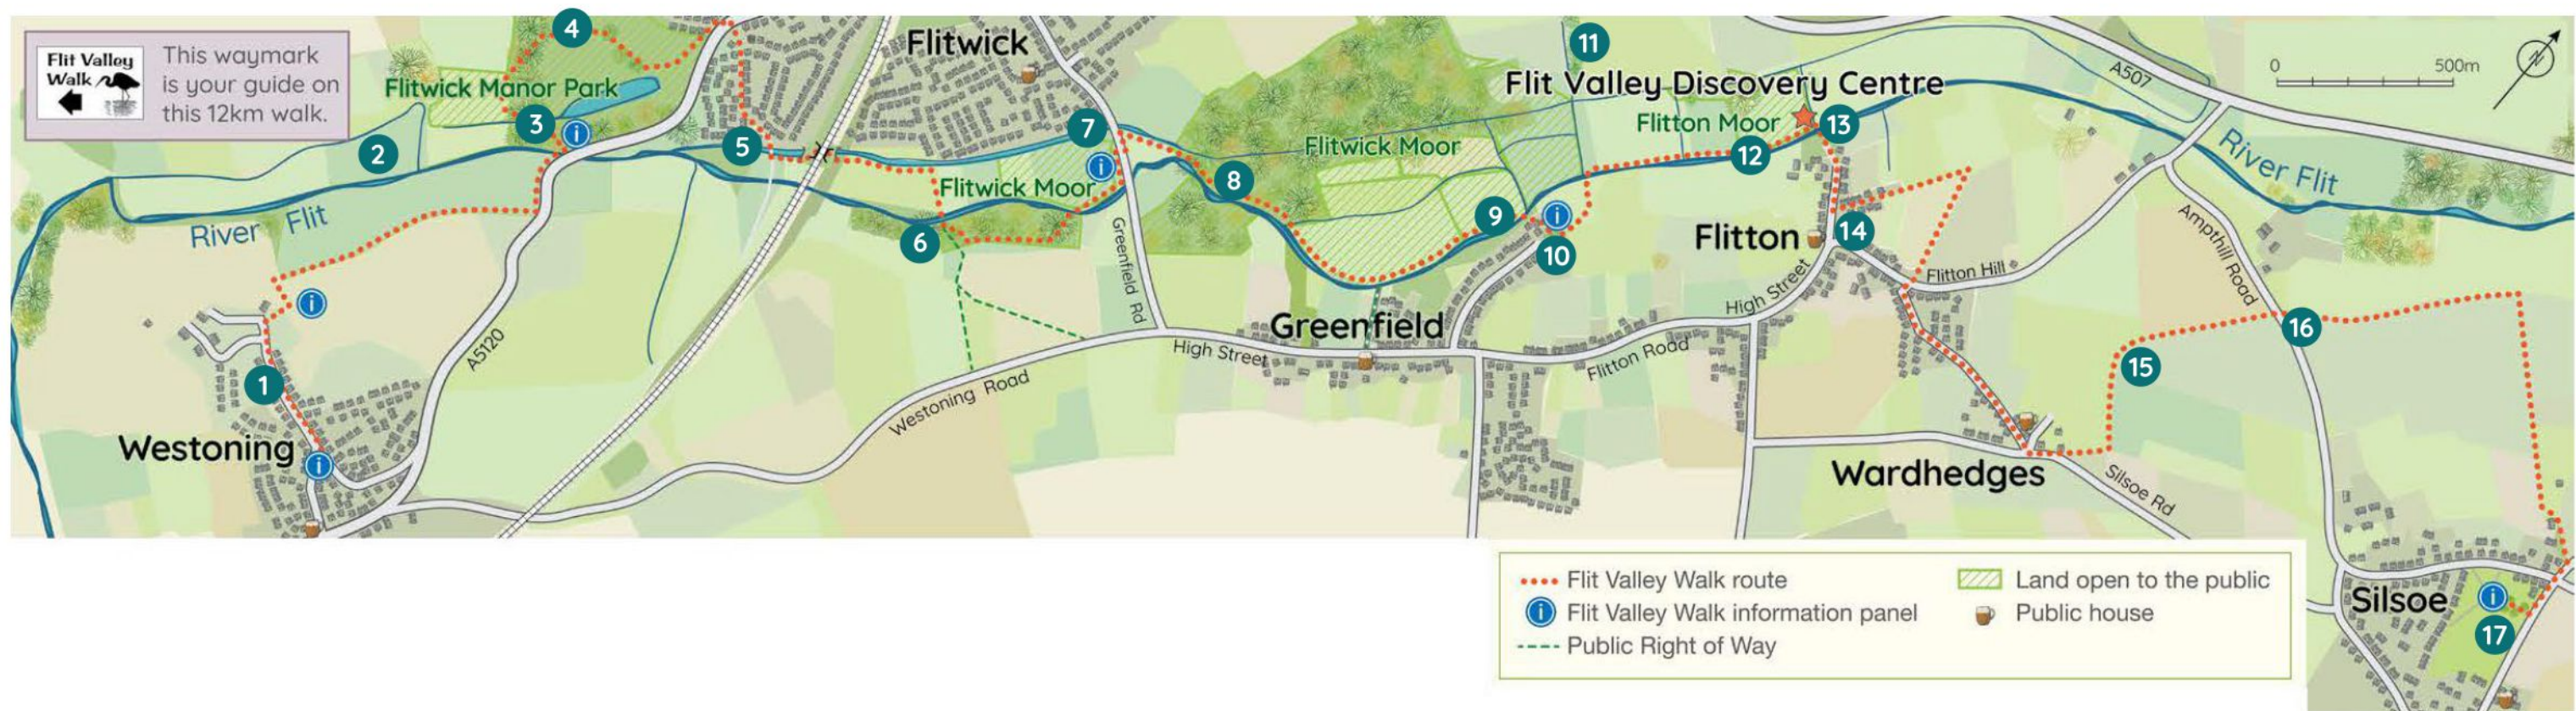 Flit Valley
Walk
This waymark
is your guide on
this 12km walk.
4
Flitwick
11
A507
0
500m
N
Flitwick Manor Park
Flit Valley Discovery Centre
3
i
2
5
7
i
Flitwick Moor
Flitton Moor
13
12
River Flit
Flitwick Moor
8
River Flit
6
Greenfield Rd
9
i
10
Flitton
14
Flitton Hill
Ampthill Road
i
1
A5120
Westoning Road
High Street
Greenfield
Flitton Road
High Street
16
15
Westoning
i
Wardhedges
Silsoe Rd
Silsoe
i
17
Flit Valley Walk route
i
Flit Valley Walk information panel
Public Right of Way
Land open to the public
Public house